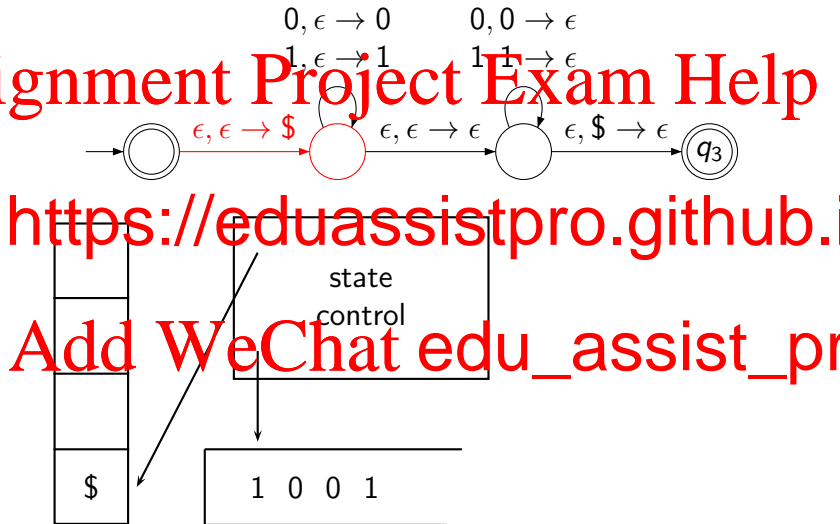 0, ϵ → 0
0, 0 → ϵ
1, ϵ → 1
1, 1 → ϵ
ignment Project Exam Help
ϵ, ϵ → $
ϵ, ϵ → ϵ
ϵ, $ → ϵ
q3
https://eduassistpro.github.i
state
control
Add WeChat edu_assist_pr
$
1 0 0 1